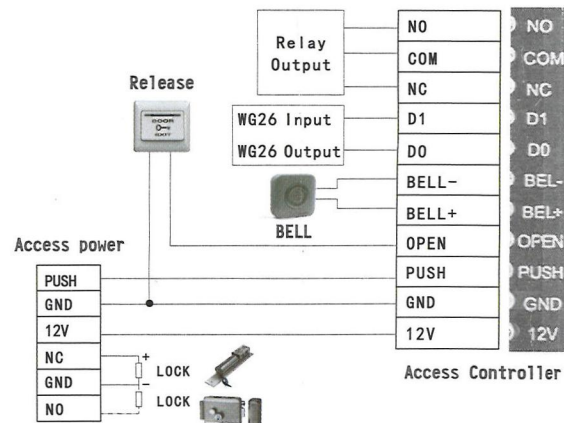 NO
COM
NC
D1
D0
BELL-
BELL+
OPEN
PUSH
GND
12V
NO
COM
NC
D1
D0
BEL-
BEL+
OPEN
PUSH
GND
12V
Access Controller
Relay
Output
WG26 Input
WG26 Output
BELL
Release
DOOR
EXIT
Access power
PUSH
GND
12V
NC
GND
NO
+
LOCK
-
LOCK